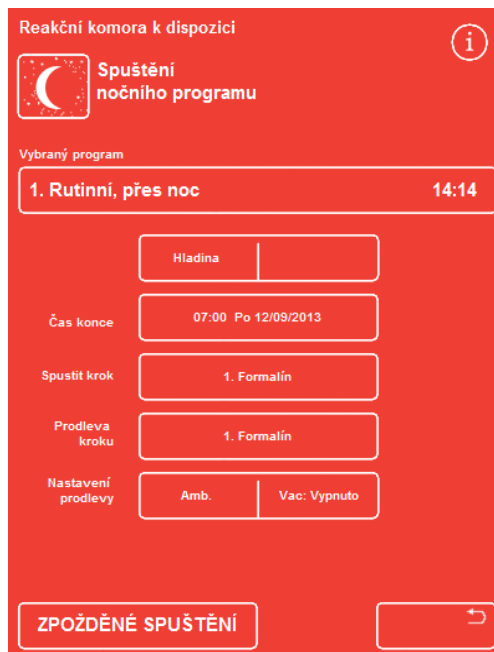 Reakční komora k dispozici
i
Spuštění
nočního programu
Vybraný program
1. Rutinní, přes noc 14:14
Hladina
Čas konce 07:00 Po 12/09/2013
Spustit krok 1. Formalín
Prodleva
kroku 1. Formalín
Nastavení
prodlevy Amb. Vac: Vypnuto
ZPOŽDĚNÉ SPUŠTĚNÍ